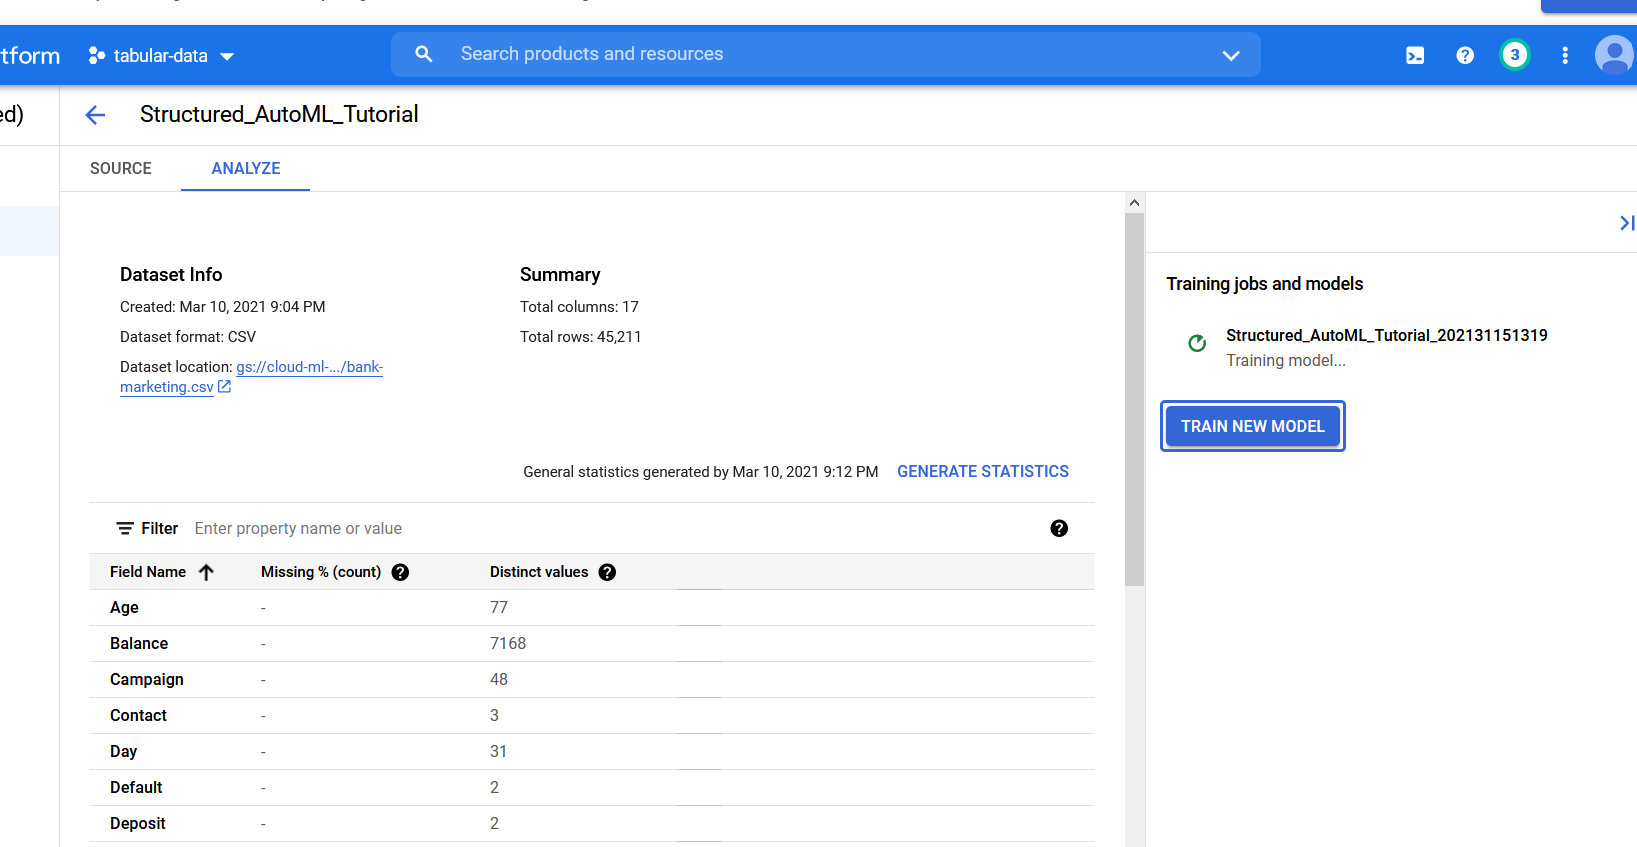 tform
tabular-data
Search products and resources
3
ed)
Structured_AutoML_Tutorial
SOURCE
ANALYZE
Dataset Info
Created: Mar 10, 2021 9:04 PM
Dataset format: CSV
Dataset location: gs://cloud-ml-.../bank-
marketing.csv
Summary
Total columns: 17
Total rows: 45,211
General statistics generated by Mar 10, 2021 9:12 PM GENERATE STATISTICS
Filter Enter property name or value
Field Name Missing % (count) Distinct values
Age - 77
Balance - 7168
Campaign - 48
Contact - 3
Day - 31
Default - 2
Deposit - 2
Training jobs and models
Structured_AutoML_Tutorial_202131151319
Training model...
TRAIN NEW MODEL